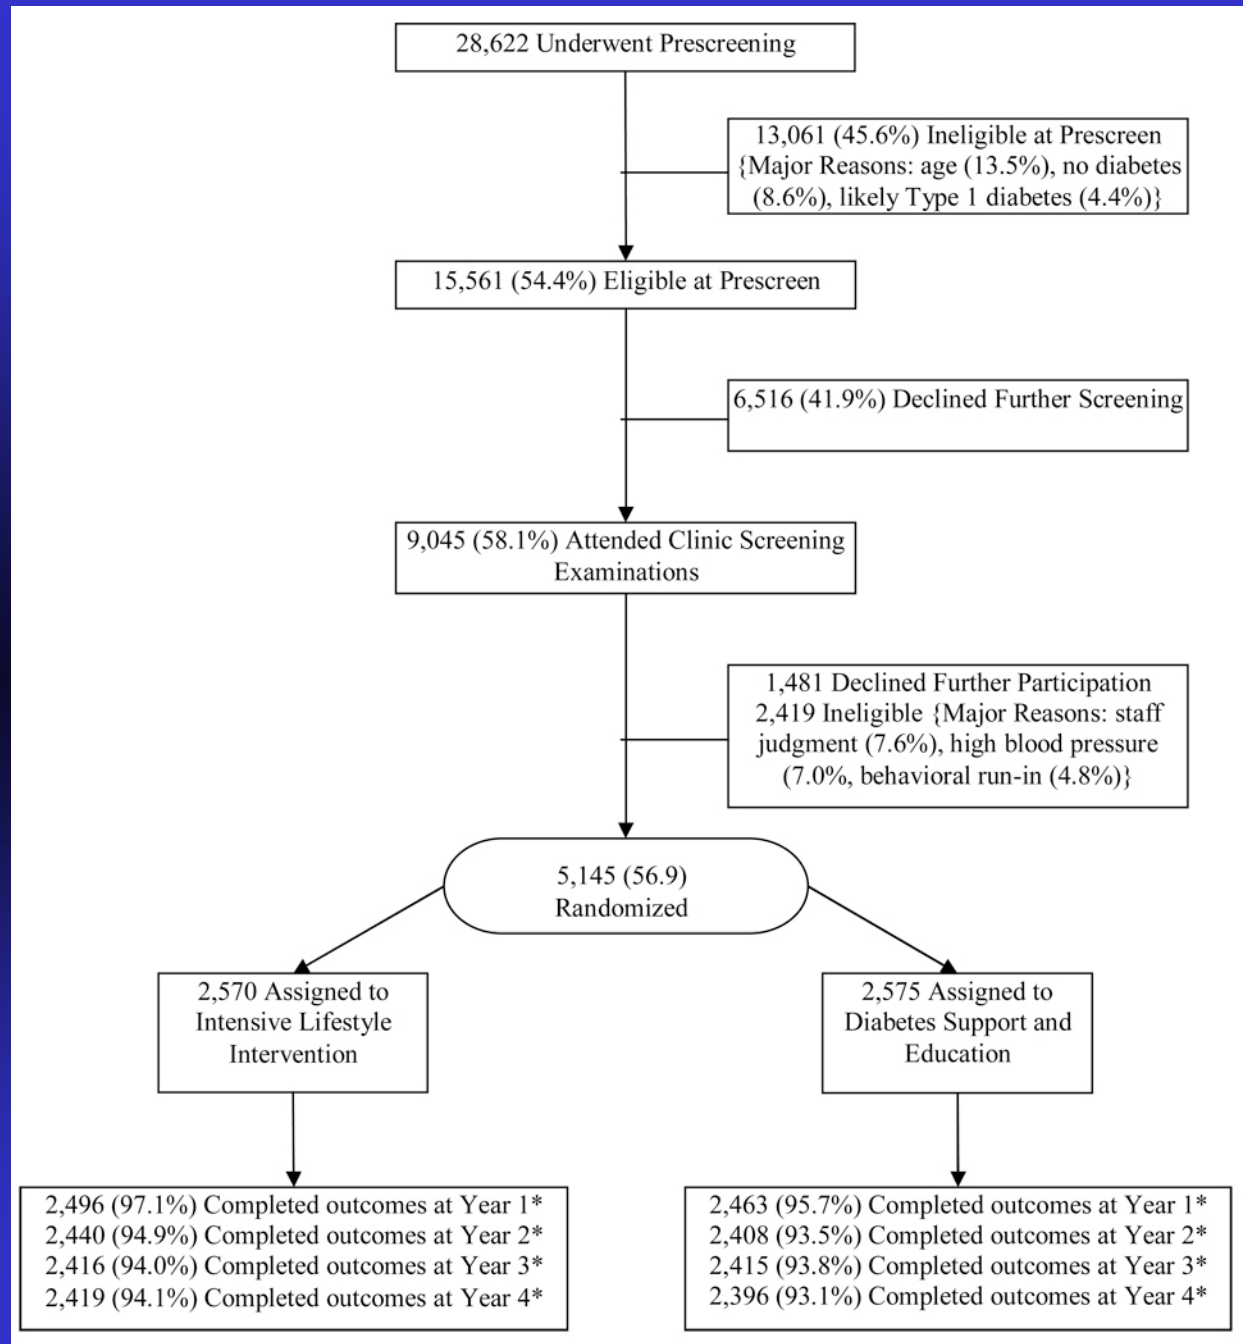 28,622 Underwent Prescreening
13,061 (45.6%) Ineligible at Prescreen
{Major Reasons: age (13.5%), no diabetes
(8.6%), likely Type 1 diabetes (4.4%)}
15,561 (54.4%) Eligible at Prescreen
6,516 (41.9%) Declined Further Screening
9,045 (58.1%) Attended Clinic Screening
Examinations
1,481 Declined Further Participation
2,419 Ineligible {Major Reasons: staff
judgment (7.6%), high blood pressure
(7.0%, behavioral run-in (4.8%)}
5,145 (56.9)
Randomized
2,570 Assigned to
Intensive Lifestyle
Intervention
2,575 Assigned to
Diabetes Support and
Education
2,496 (97.1%) Completed outcomes at Year 1*
2,440 (94.9%) Completed outcomes at Year 2*
2,416 (94.0%) Completed outcomes at Year 3*
2,419 (94.1%) Completed outcomes at Year 4*
2,463 (95.7%) Completed outcomes at Year 1*
2,408 (93.5%) Completed outcomes at Year 2*
2,415 (93.8%) Completed outcomes at Year 3*
2,396 (93.1%) Completed outcomes at Year 4*